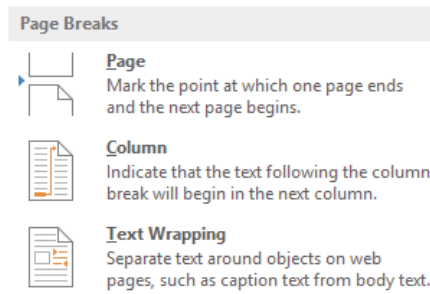 Page Breaks
Page
Mark the point at which one page ends
and the next page begins.
Column
Indicate that the text following the column
break will begin in the next column.
Text Wrapping
Separate text around objects on web
pages, such as caption text from body text.